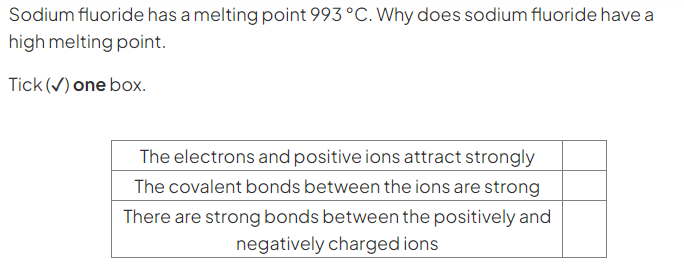 Sodium fluoride has a melting point 993 °C. Why does sodium fluoride have a
high melting point.
Tick (✓) one box.
The electrons and positive ions attract strongly
The covalent bonds between the ions are strong
There are strong bonds between the positively and
negatively charged ions